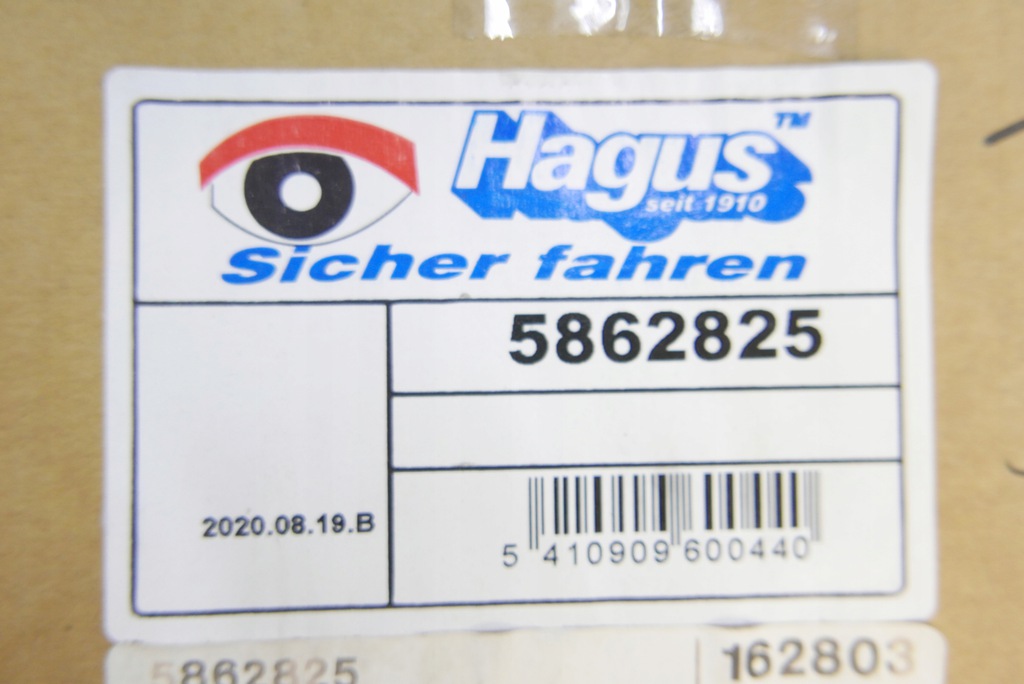 Hagus™
seit 1910
Sicher fahren
5862825
2020.08.19.B
5 410909 600440
5862825
162803